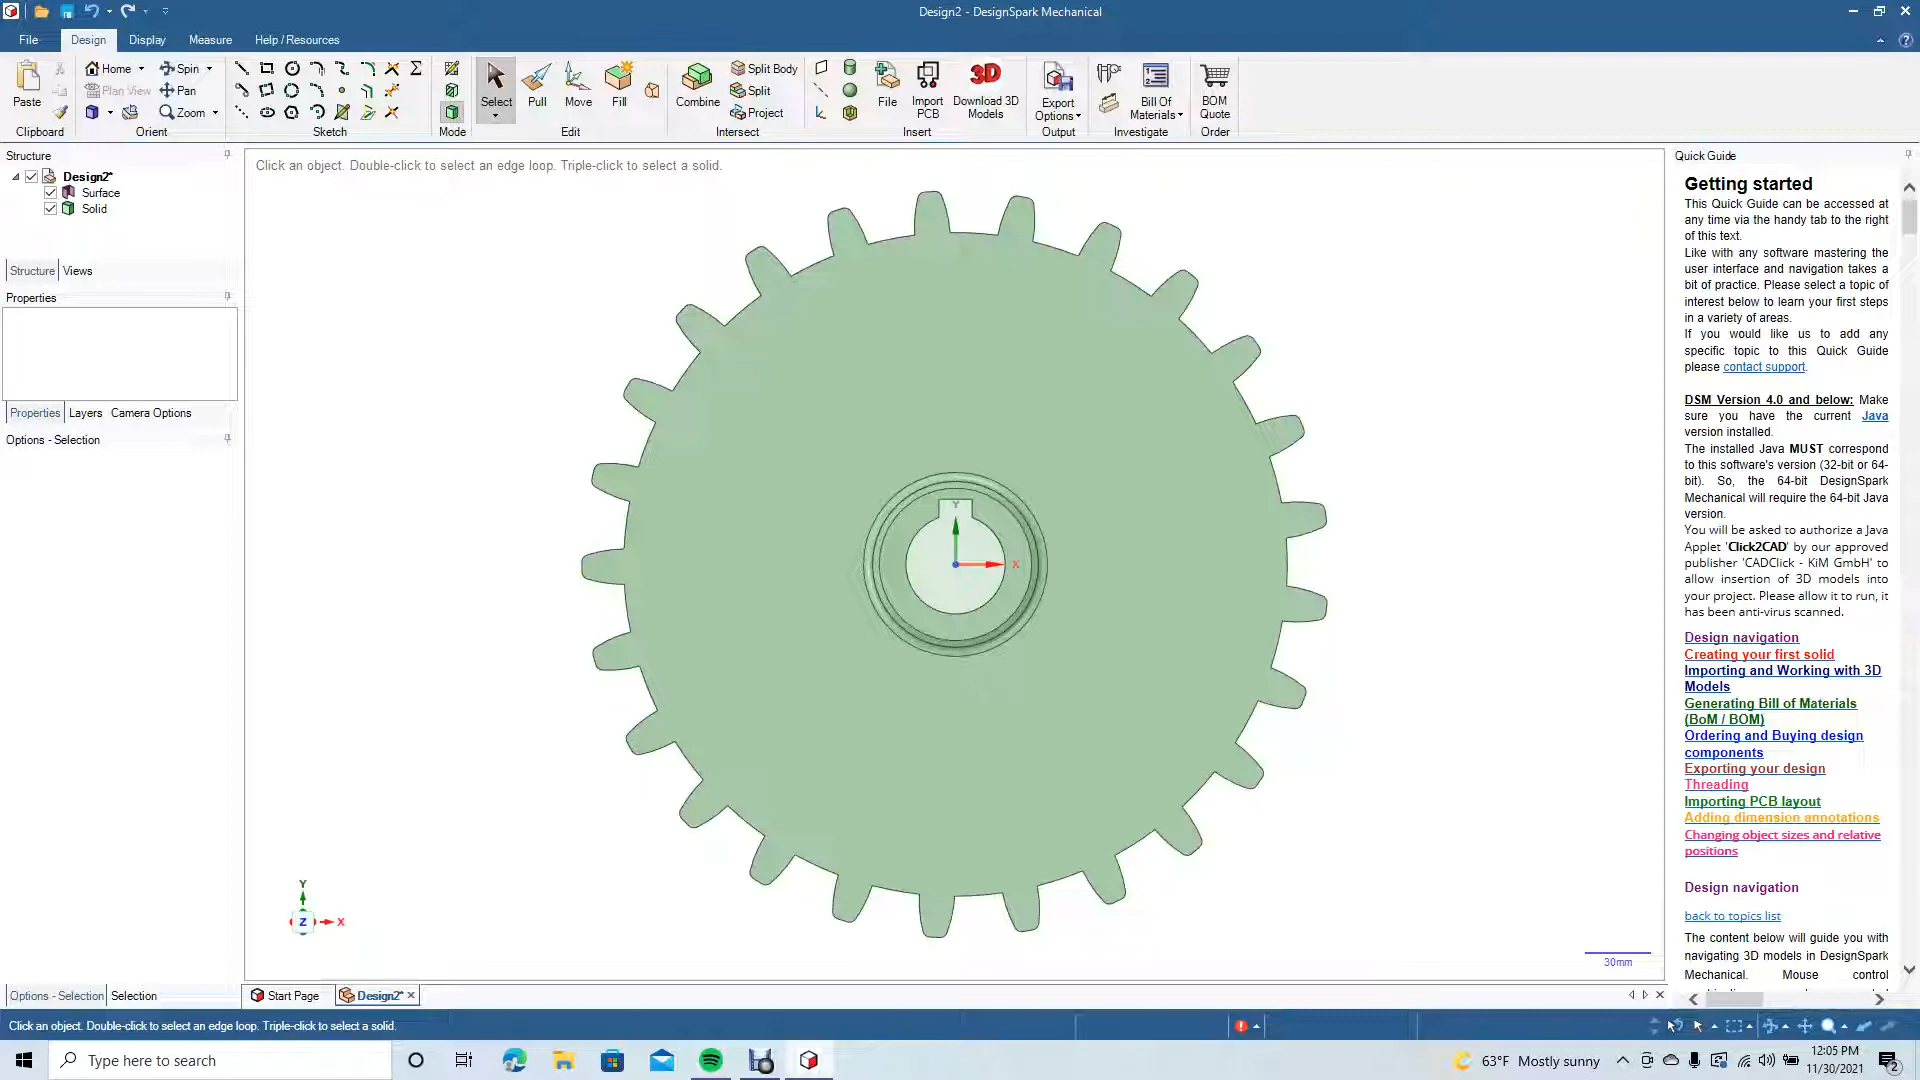 Design2 - DesignSpark Mechanical
File Design Display Measure Help / Resources
Paste
Home Spin
Plan View Pan
Zoom
Select Pull Move Fill
Combine
Split Body
Split
Project
File
Import PCB
Download 3D Models
Export Options
Bill Of Materials
BOM Quote
Clipboard Orient Sketch Mode Edit Intersect Insert Output Investigate Order
Structure
Design2*
Surface
Solid
Structure Views
Properties
Properties Layers Camera Options
Options - Selection
Click an object. Double-click to select an edge loop. Triple-click to select a solid.
Y
X
Y
Z X
30mm
Quick Guide
Getting started
This Quick Guide can be accessed at
any time via the handy tab to the right
of this text.
Like with any software mastering the
user interface and navigation takes a
bit of practice. Please select a topic of
interest below to learn your first steps
in a variety of areas.
If you would like us to add any
specific topic to this Quick Guide
please contact support.
DSM Version 4.0 and below: Make
sure you have the current Java
version installed.
The installed Java MUST correspond
to this software's version (32-bit or 64-
bit). So, the 64-bit DesignSpark
Mechanical will require the 64-bit Java
version.
You will be asked to authorize a Java
Applet 'Click2CAD' by our approved
publisher 'CADClick - KiM GmbH' to
allow insertion of 3D models into
your project. Please allow it to run, it
has been anti-virus scanned.
Design navigation
Creating your first solid
Importing and Working with 3D
Models
Generating Bill of Materials
(BoM / BOM)
Ordering and Buying design
components
Exporting your design
Threading
Importing PCB layout
Adding dimension annotations
Changing object sizes and relative
positions
Design navigation
back to topics list
The content below will guide you with
navigating 3D models in DesignSpark
Mechanical. Mouse control
Options - Selection Selection
Start Page Design2*
Click an object. Double-click to select an edge loop. Triple-click to select a solid.
Type here to search
63°F Mostly sunny
12:05 PM
11/30/2021
2